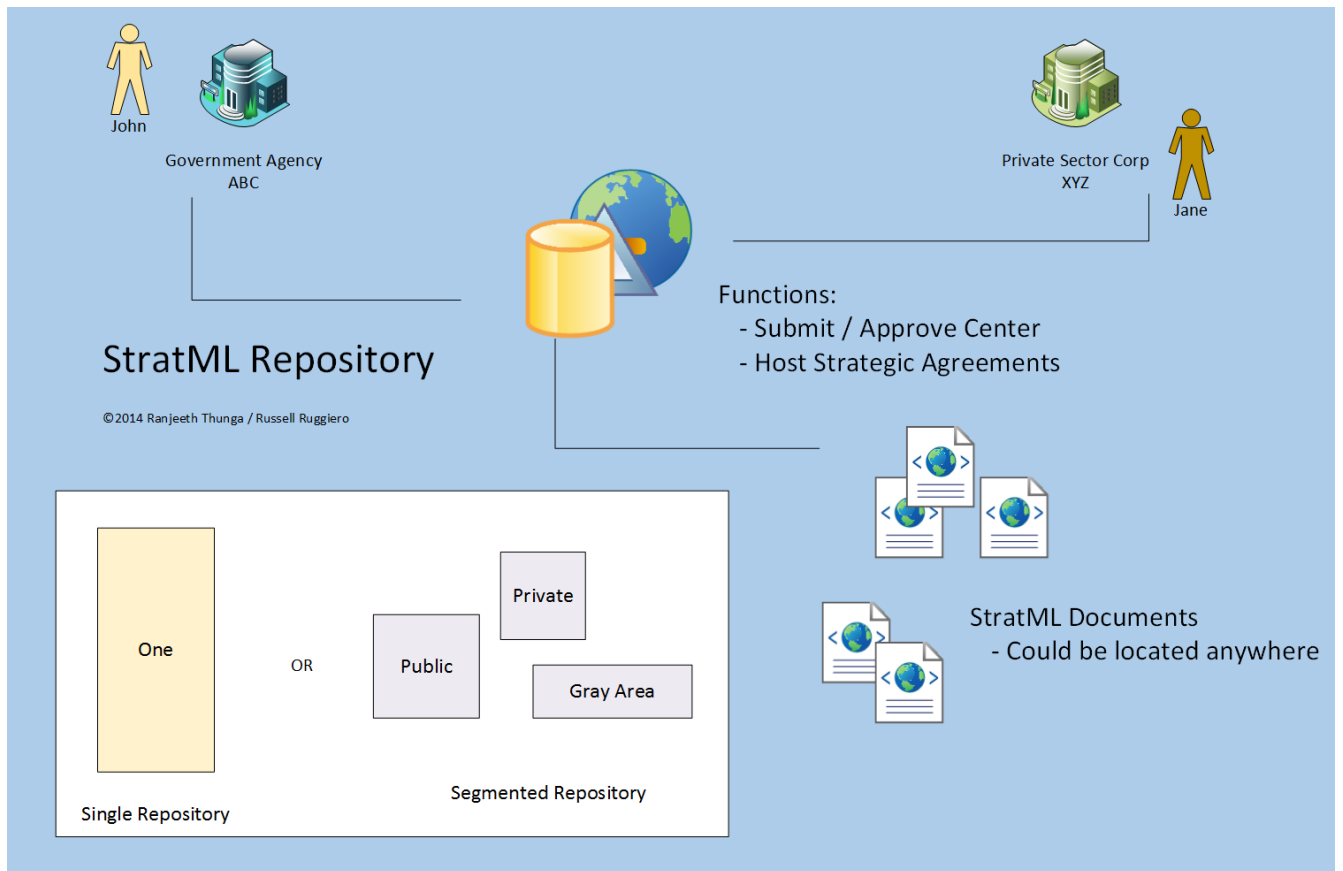 John
Government Agency
ABC
Private Sector Corp
XYZ
Jane
Functions:
- Submit / Approve Center
- Host Strategic Agreements
StratML Repository
©2014 Ranjeeth Thunga / Russell Ruggiero
< >
< >
< >
One
OR
Public
Private
Gray Area
Single Repository
Segmented Repository
< >
< >
StratML Documents
- Could be located anywhere